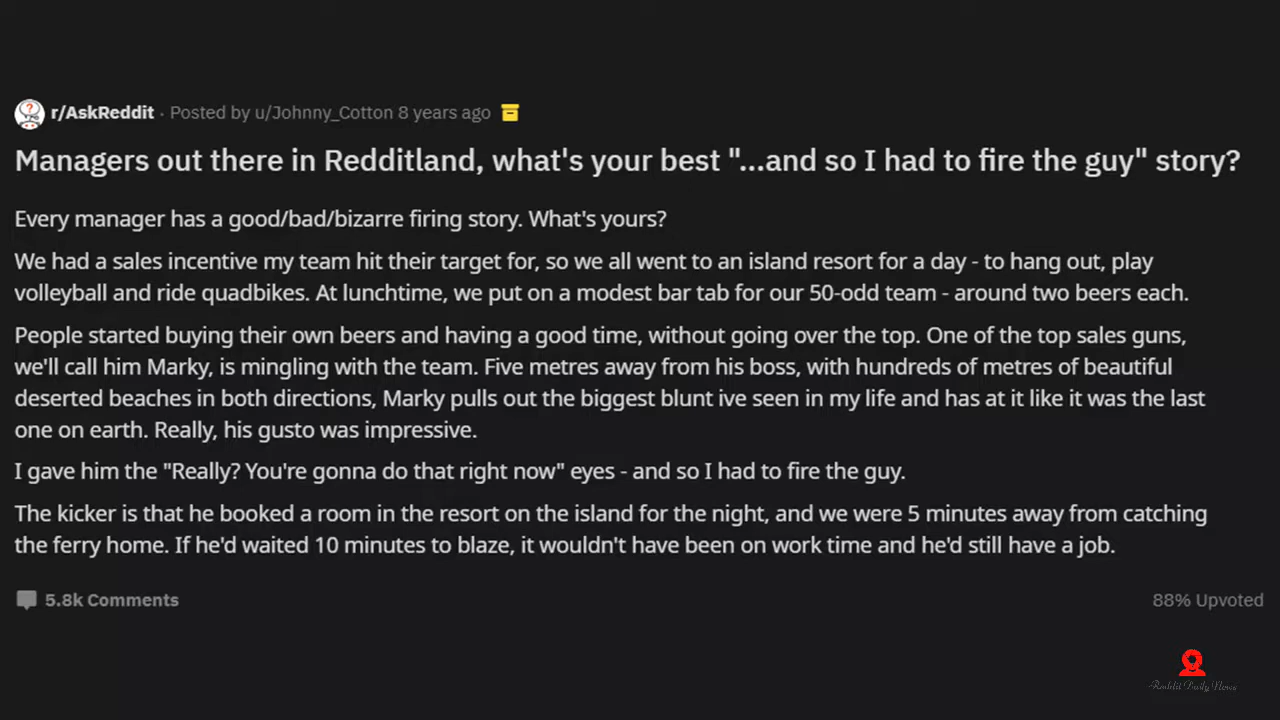 r/AskReddit · Posted by u/Johnny_Cotton 8 years ago
Managers out there in Redditland, what's your best "...and so I had to fire the guy" story?
Every manager has a good/bad/bizarre firing story. What's yours?
We had a sales incentive my team hit their target for, so we all went to an island resort for a day - to hang out, play
volleyball and ride quadbikes. At lunchtime, we put on a modest bar tab for our 50-odd team - around two beers each.
People started buying their own beers and having a good time, without going over the top. One of the top sales guns,
we'll call him Marky, is mingling with the team. Five metres away from his boss, with hundreds of metres of beautiful
deserted beaches in both directions, Marky pulls out the biggest blunt ive seen in my life and has at it like it was the last
one on earth. Really, his gusto was impressive.
I gave him the "Really? You're gonna do that right now" eyes - and so I had to fire the guy.
The kicker is that he booked a room in the resort on the island for the night, and we were 5 minutes away from catching
the ferry home. If he'd waited 10 minutes to blaze, it wouldn't have been on work time and he'd still have a job.
5.8k Comments
88% Upvoted
Reddit Daily News